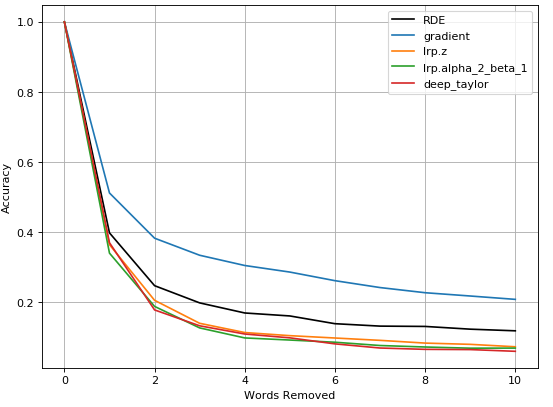 1.0
0.8
0.6
0.4
0.2
Accuracy
0
2
4
6
8
10
Words Removed
RDE
gradient
lrp.z
lrp.alpha_2_beta_1
deep_taylor